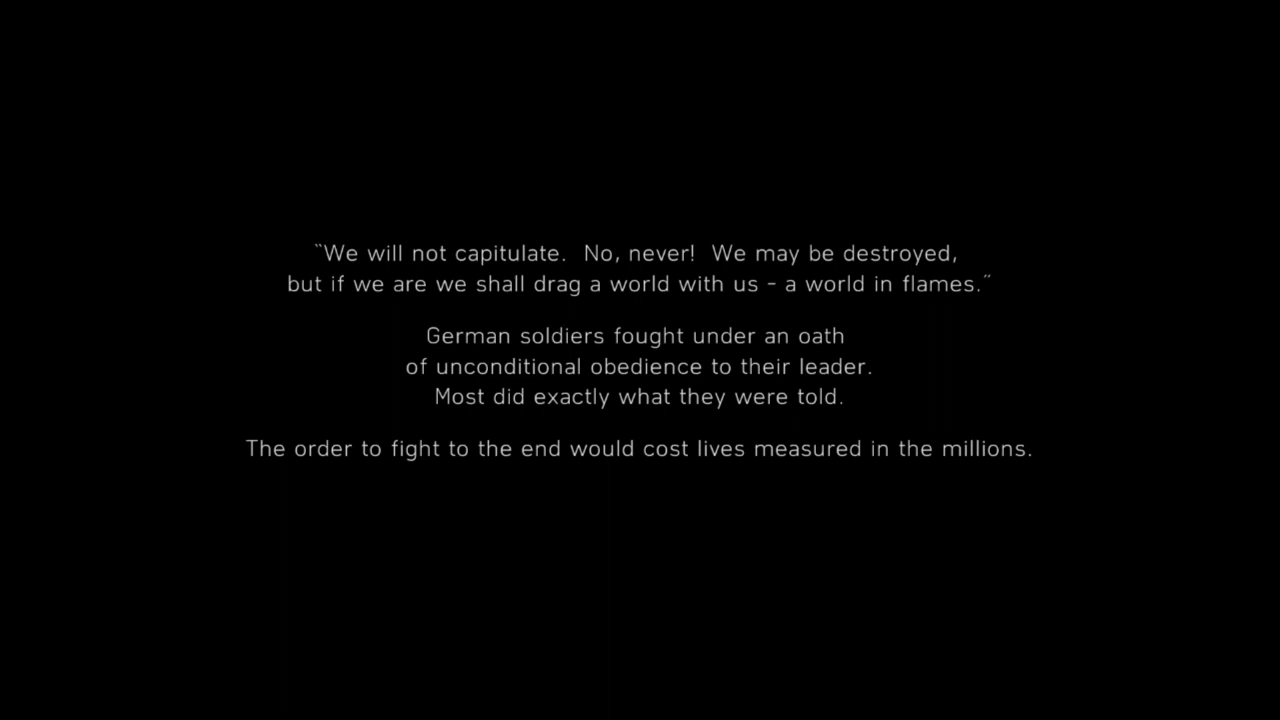 “We will not capitulate.  No, never!  We may be destroyed,
but if we are we shall drag a world with us - a world in flames.”
German soldiers fought under an oath
of unconditional obedience to their leader.
Most did exactly what they were told.
The order to fight to the end would cost lives measured in the millions.